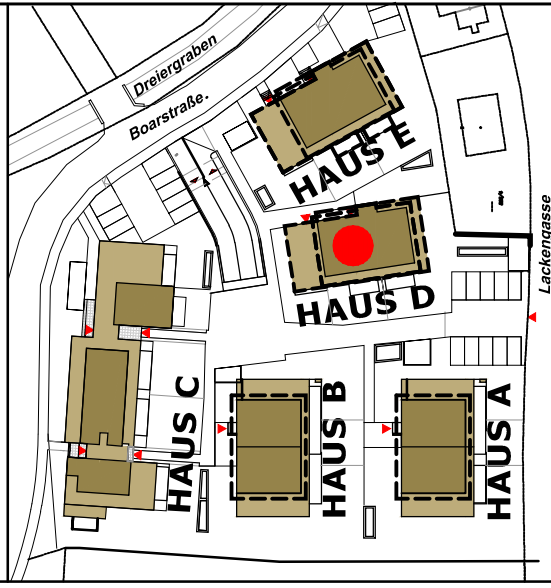 Dreiergraben
Boarstraße.
HAUS E
Lackengasse
HAUS D
HAUS C
HAUS B
HAUS A